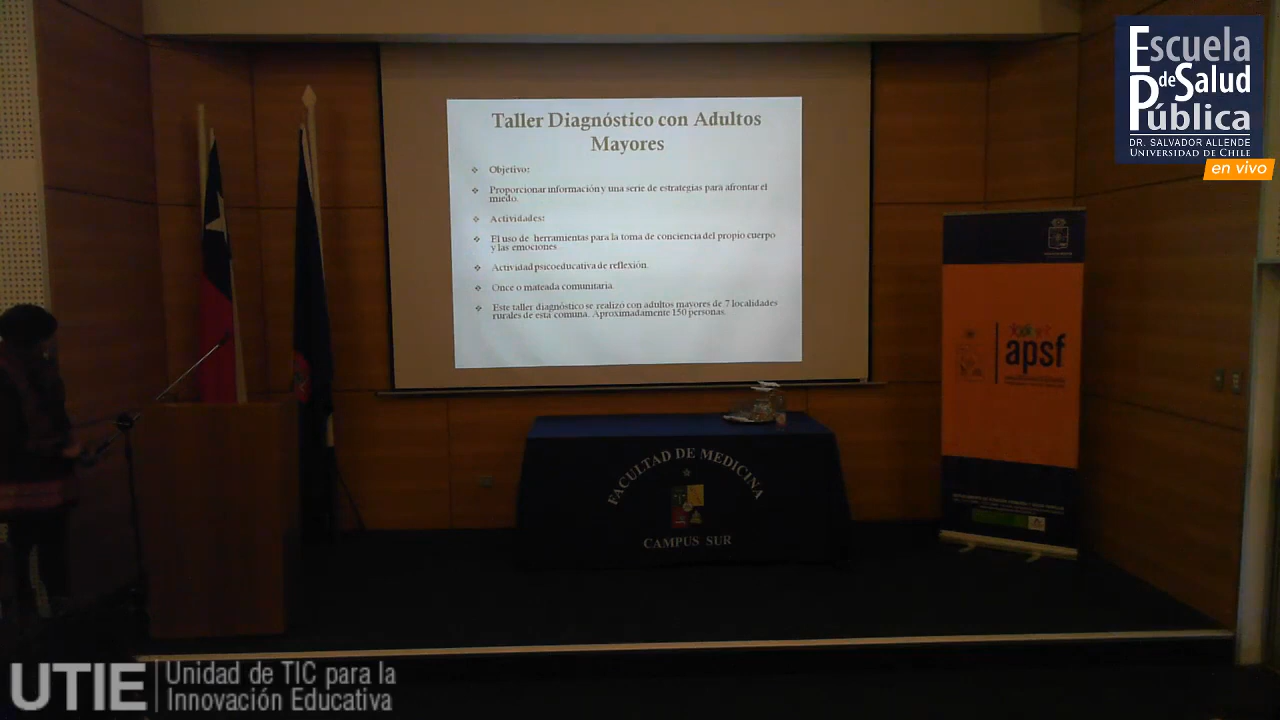 Escuela
de Salud
Pública
DR. SALVADOR ALLENDE
UNIVERSIDAD DE CHILE
en vivo
Taller Diagnóstico con Adultos
Mayores
Objetivo:
Proporcionar información y una serie de estrategias para afrontar el
miedo.
Actividades:
El uso de herramientas para la toma de conciencia del propio cuerpo
y las emociones
Actividad psicoeducativa de reflexión.
Once o mateada comunitaria.
Este taller diagnóstico se realizó con adultos mayores de 7 localidades
rurales de esta comuna. Aproximadamente 150 personas.
apsf
FACULTAD DE MEDICINA
CAMPUS SUR
UTIE
Unidad de TIC para la
Innovación Educativa